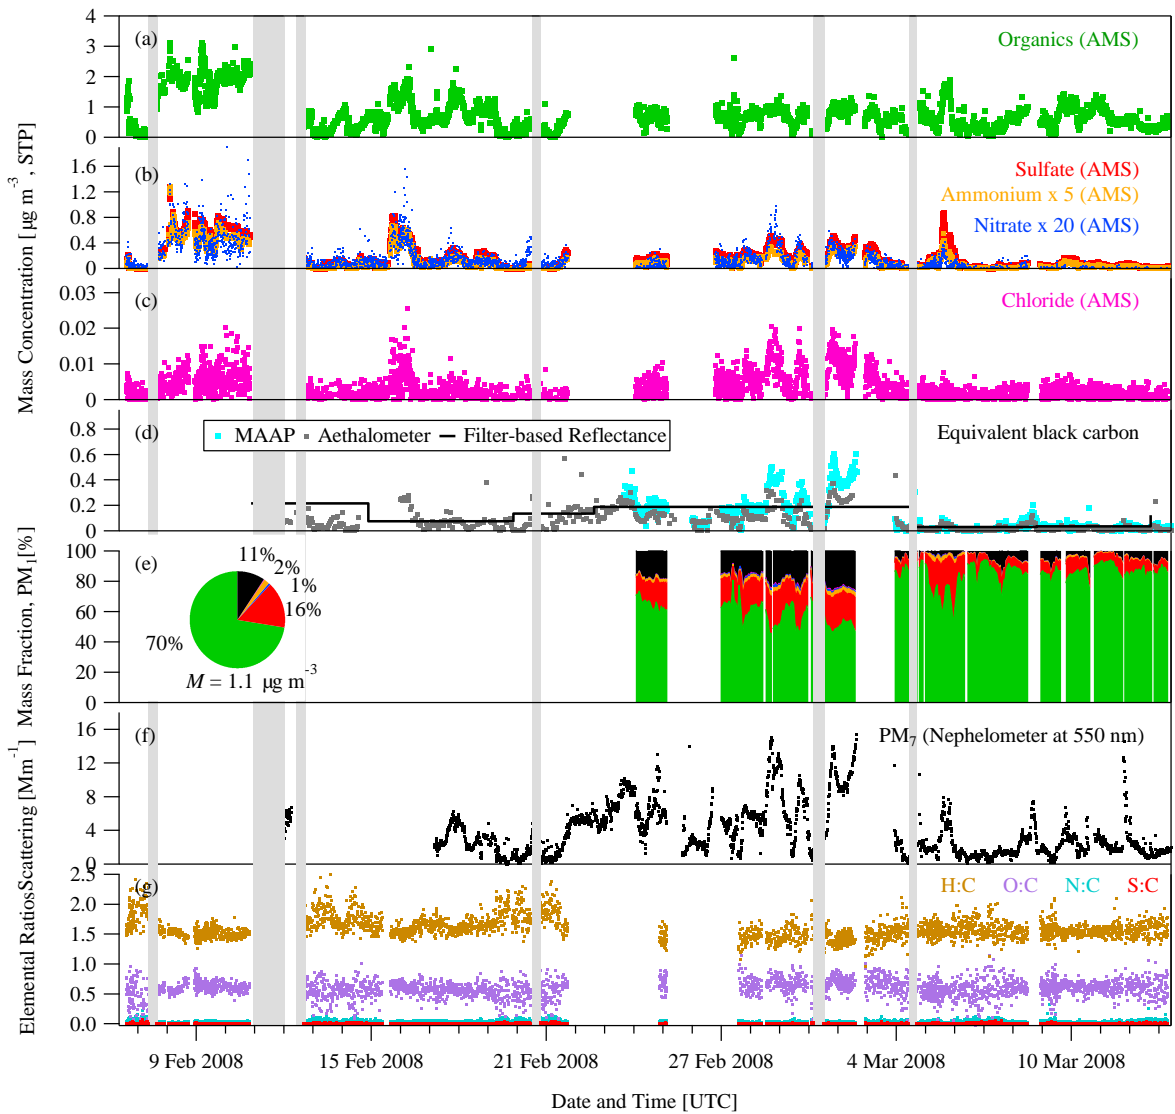 Mass Concentration [µg m⁻³, STP]
4
3
2
1
0
(a)
Organics (AMS)
1.6
1.2
0.8
0.4
0
(b)
Sulfate (AMS)
Ammonium x 5 (AMS)
Nitrate x 20 (AMS)
0.03
0.02
0.01
0
(c)
Chloride (AMS)
0.8
0.6
0.4
0.2
0
(d)
MAAP
Aethalometer
Filter-based Reflectance
Equivalent black carbon
Mass Fraction, PM₁[%]
100
80
60
40
20
0
(e)
11%
2%
1%
16%
70%
M = 1.1 µg m⁻³
Scattering [Mm⁻¹]
16
12
8
4
0
(f)
PM₇ (Nephelometer at 550 nm)
Elemental Ratios
2.5
2.0
1.5
1.0
0.5
0.0
(g)
H:C O:C N:C S:C
9 Feb 2008
15 Feb 2008
21 Feb 2008
27 Feb 2008
4 Mar 2008
10 Mar 2008
Date and Time [UTC]